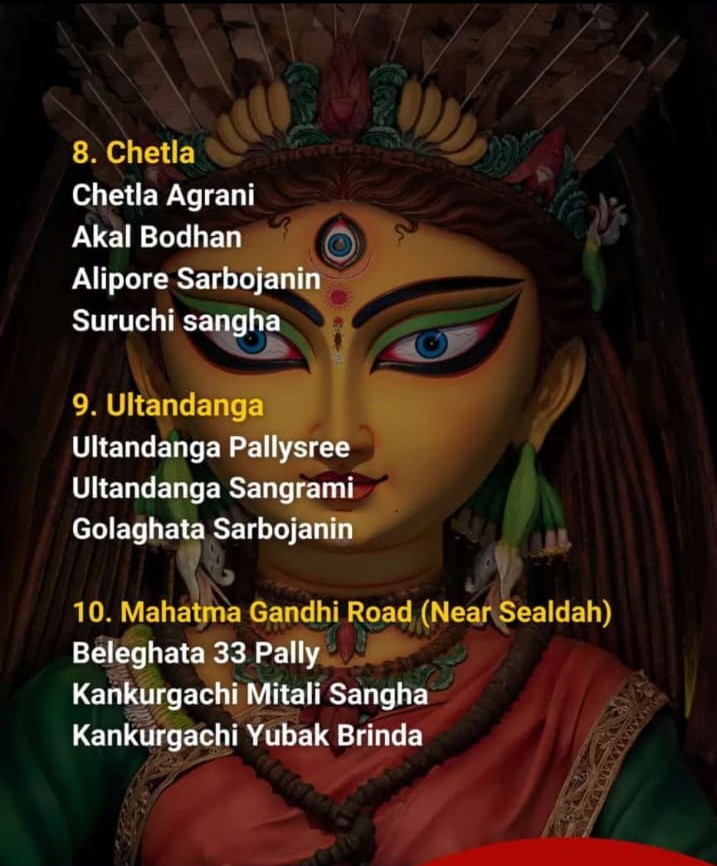 8. Chetla
Chetla Agrani
Akal Bodhan
Alipore Sarbojanin
Suruchi sangha
9. Ultandanga
Ultandanga Pallysree
Ultandanga Sangrami
Golaghata Sarbojanin
10. Mahatma Gandhi Road (Near Sealdah)
Beleghata 33 Pally
Kankurgachi Mitali Sangha
Kankurgachi Yubak Brinda